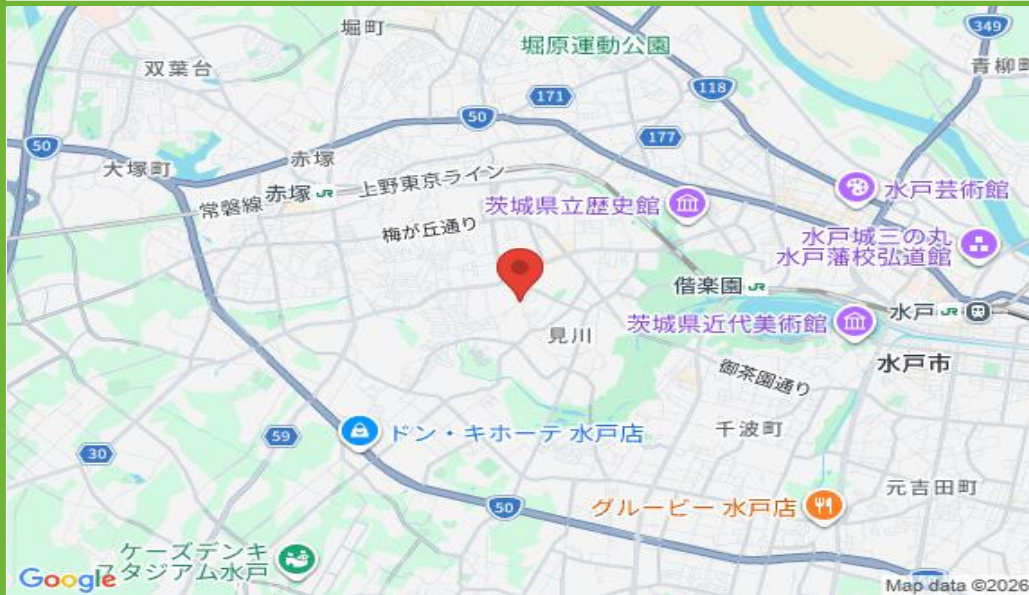 堀町
349
堀原運動公園
双葉台
青柳町
118
171
50
177
50
大塚町
赤塚
赤塚 JR
上野東京ライン
常磐線
茨城県立歴史館
水戸芸術館
梅が丘通り
水戸城三の丸
水戸藩校弘道館
偕楽園 JR
水戸 JR
茨城県近代美術館
見川
水戸市
御茶園通り
千波町
ドン・キホーテ 水戸店
59
30
元吉田町
50
グルービー 水戸店
ケーズデンキ
スタジアム水戸
Google
Map data ©2026